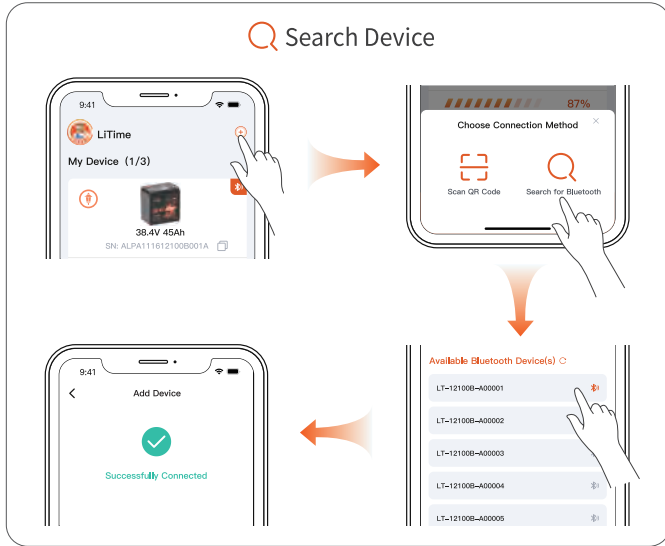 Search Device
9:41
LiTime
My Device (1/3)
38.4V 45Ah
SN: ALPA111612100B001A
87%
Choose Connection Method
Scan QR Code
Search for Bluetooth
Available Bluetooth Device(s)
LT-12100B-A00001
LT-12100B-A00002
LT-12100B-A00003
LT-12100B-A00004
LT-12100B-A00005
9:41
Add Device
Successfully Connected